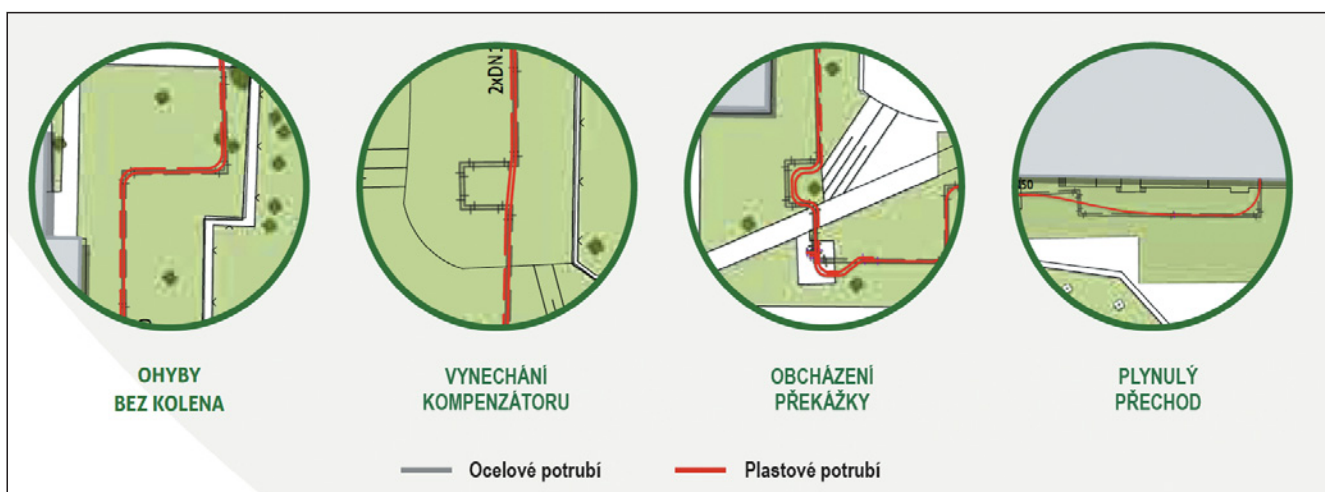 2xDN
OHYBY
BEZ KOLENA
VYNECHÁNÍ
KOMPENZÁTORU
OBCHÁZENÍ
PŘEKÁŽKY
PLYNULÝ
PŘECHOD
Ocelové potrubí
Plastové potrubí